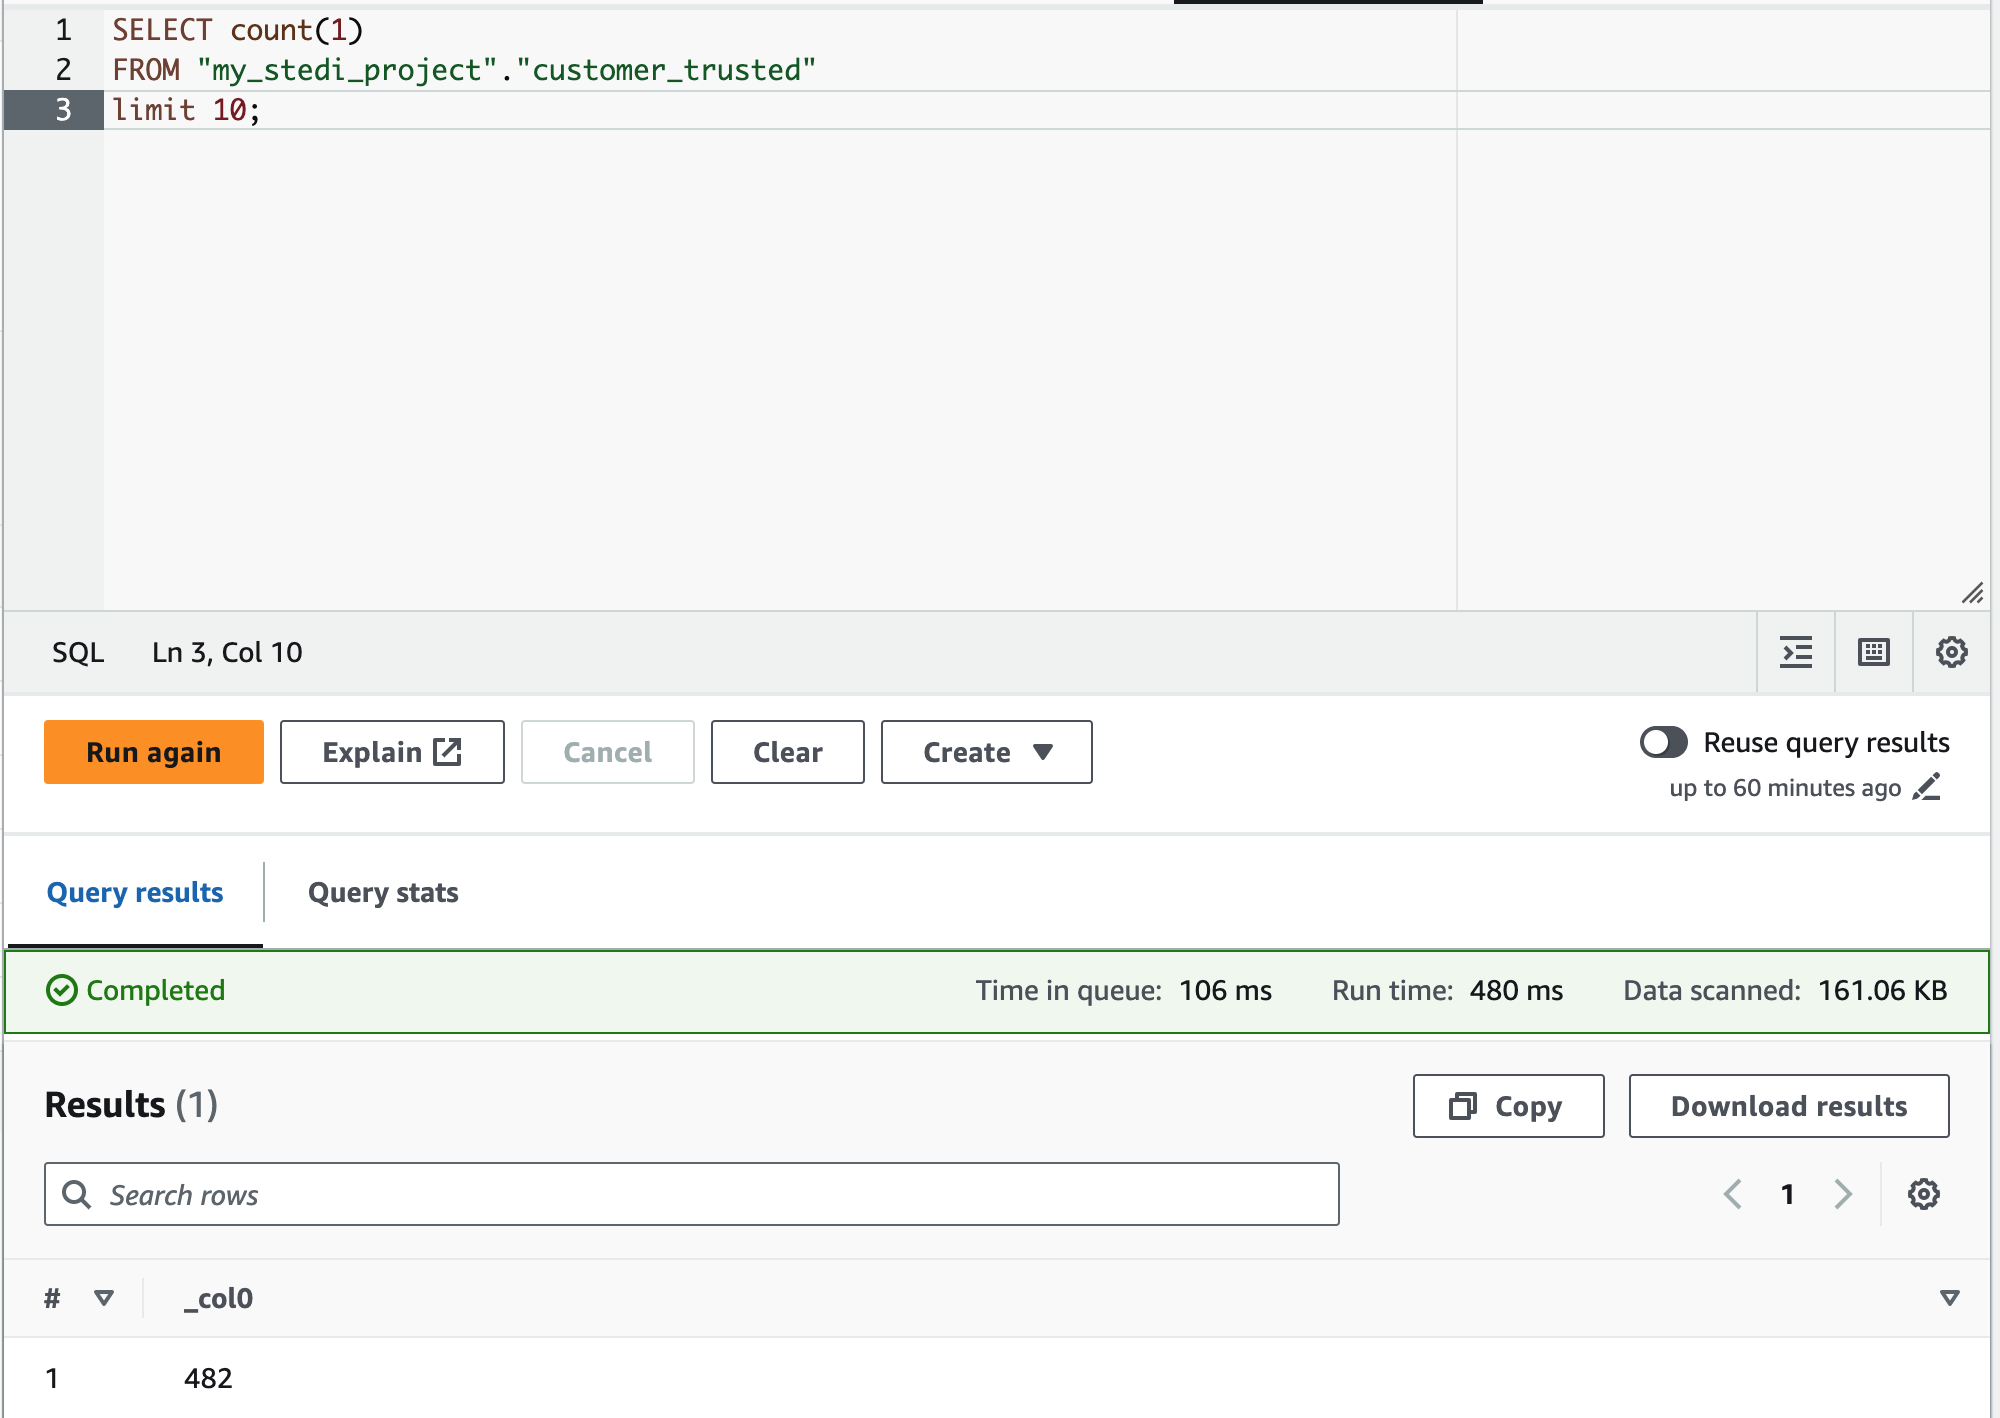 1 SELECT count(1)
2 FROM "my_stedi_project"."customer_trusted"
3 limit 10;
SQL Ln 3, Col 10
Run again Explain Cancel Clear Create Reuse query results
up to 60 minutes ago
Query results Query stats
Completed Time in queue: 106 ms Run time: 480 ms Data scanned: 161.06 KB
Results (1) Copy Download results
Search rows 1
# _col0
1 482